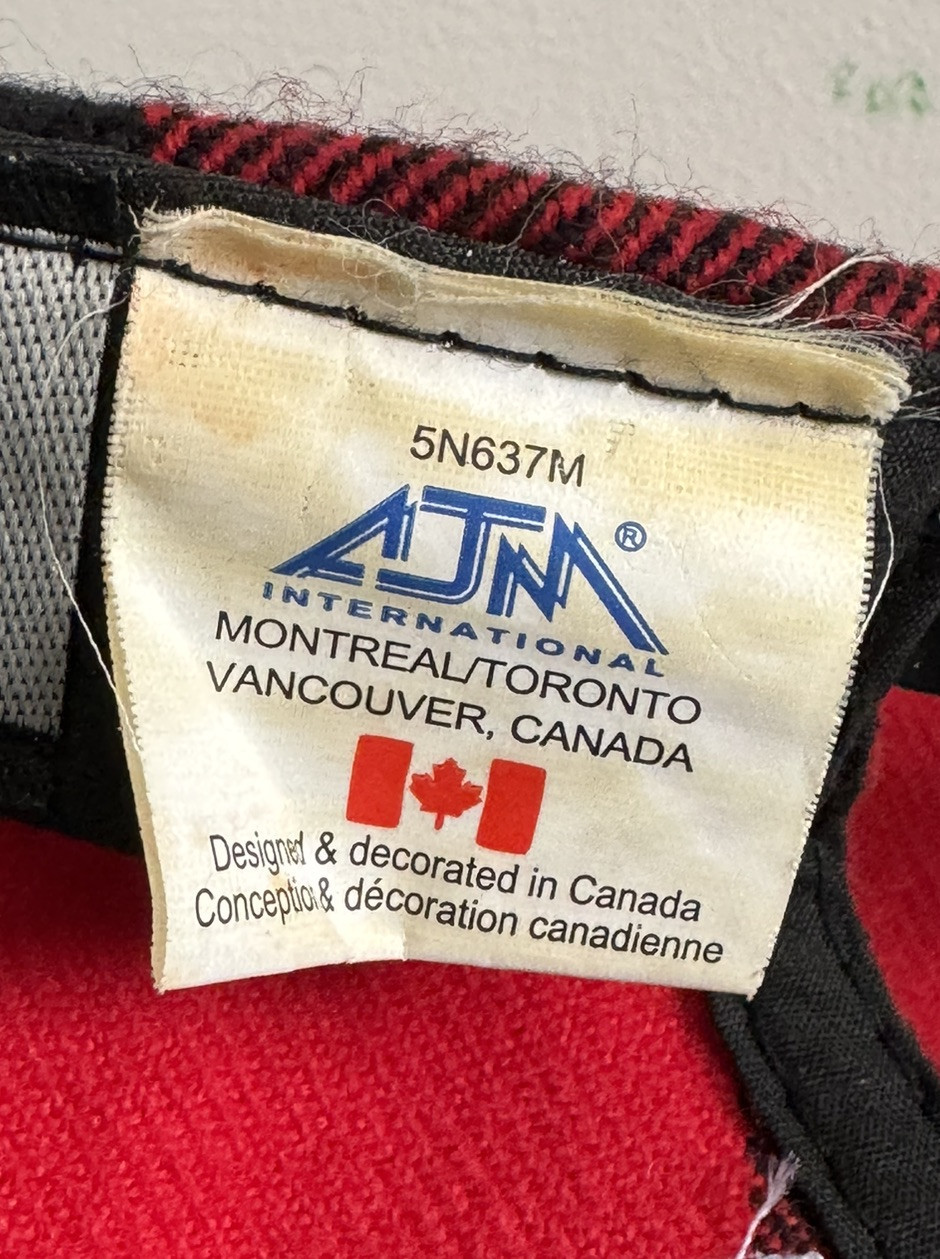 5N637M
AJM®
INTERNATIONAL
MONTREAL/TORONTO
VANCOUVER, CANADA
Designed & decorated in Canada
Conception & décoration canadienne